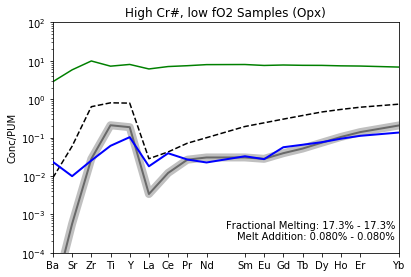 High Cr#, low fO2 Samples (Opx)
Conc/PUM
10^2
10^1
10^0
10^-1
10^-2
10^-3
10^-4
Fractional Melting: 17.3% - 17.3%
Melt Addition: 0.080% - 0.080%
Ba Sr Zr Ti Y La Ce Pr Nd Sm Eu Gd Tb Dy Ho Er Yb